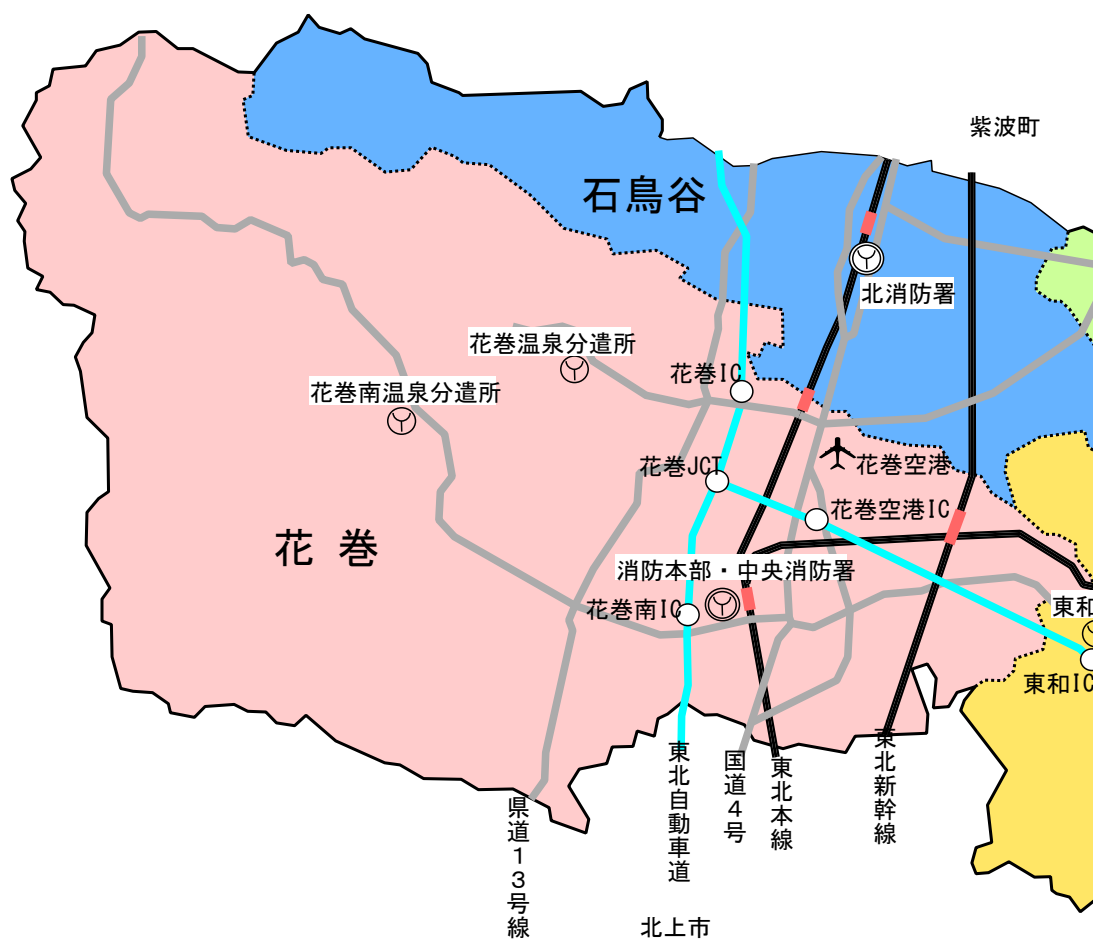 紫波町
石鳥谷
北消防署
花巻温泉分遣所
花巻IC
花巻南温泉分遣所
花巻JCT
花巻空港
花巻空港IC
花巻
消防本部・中央消防署
花巻南IC
東和
東和IC
県道13号線
東北自動車道
国道4号
東北本線
東北新幹線
北上市